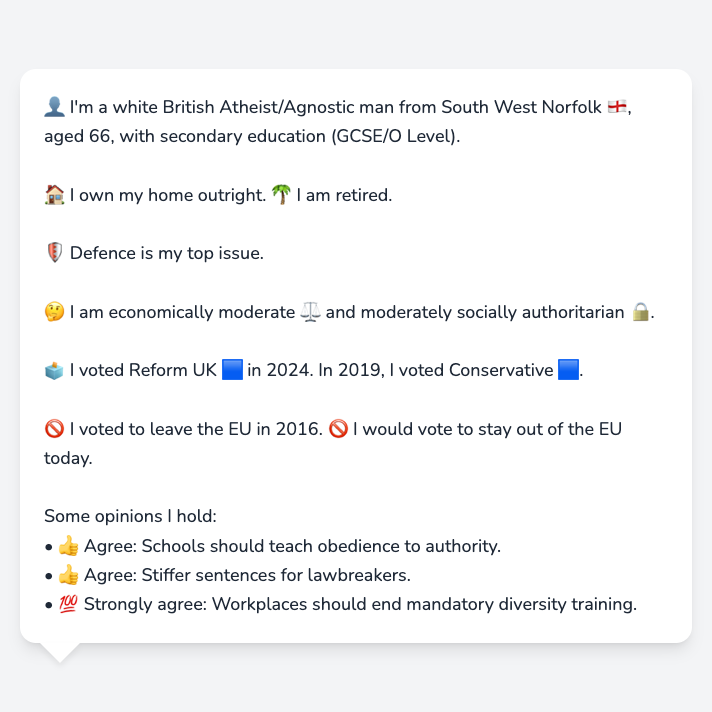 👤 I'm a white British Atheist/Agnostic man from South West Norfolk 🏴󠁧󠁢󠁥󠁮󠁧󠁿,
aged 66, with secondary education (GCSE/O Level).
🏠 I own my home outright. 🌴 I am retired.
🛡️ Defence is my top issue.
🤔 I am economically moderate ⚖️ and moderately socially authoritarian 🔒.
🗳️ I voted Reform UK 🟦 in 2024. In 2019, I voted Conservative 🟦.
🚫 I voted to leave the EU in 2016. 🚫 I would vote to stay out of the EU
today.
Some opinions I hold:
• 👍 Agree: Schools should teach obedience to authority.
• 👍 Agree: Stiffer sentences for lawbreakers.
• 💯 Strongly agree: Workplaces should end mandatory diversity training.